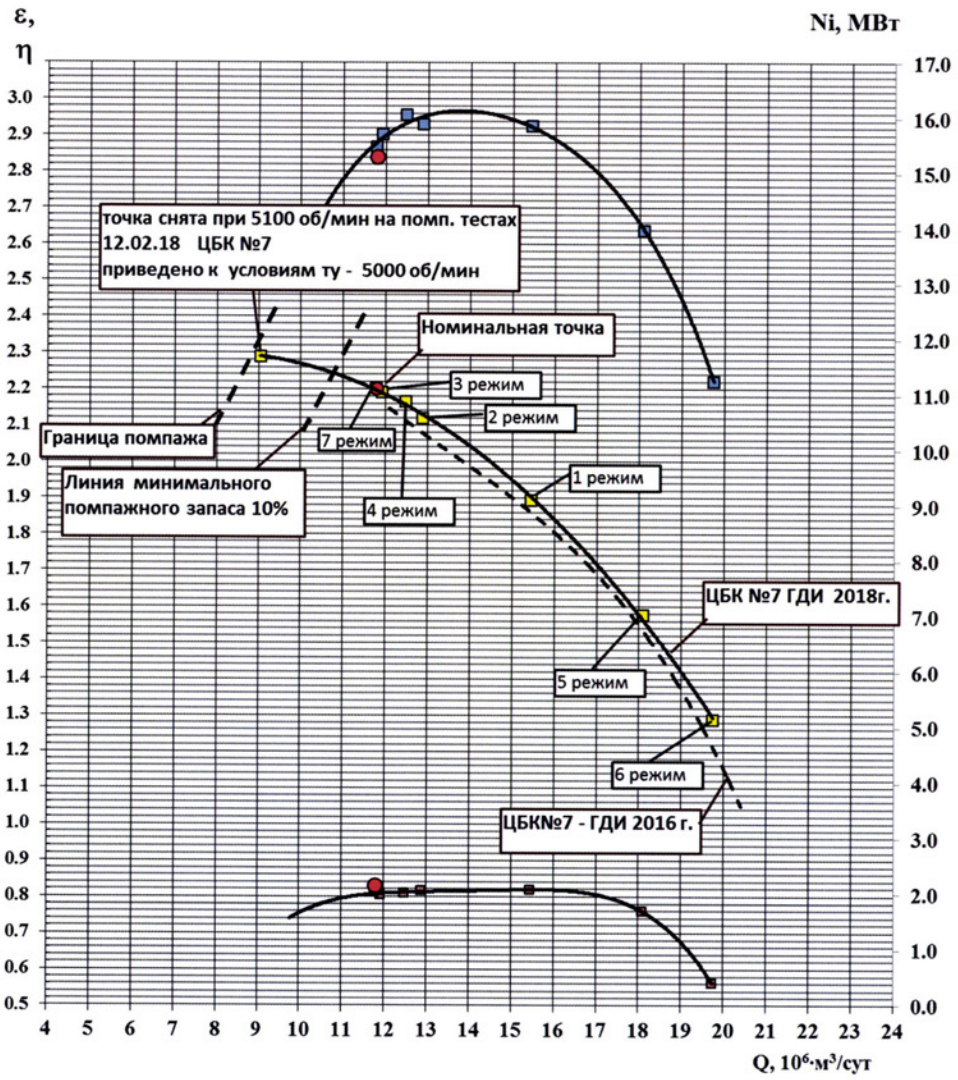 ε,
η
Ni, МВт
3.0
2.9
2.8
2.7
2.6
2.5
2.4
2.3
2.2
2.1
2.0
1.9
1.8
1.7
1.6
1.5
1.4
1.3
1.2
1.1
1.0
0.9
0.8
0.7
0.6
0.5
точка снята при 5100 об/мин на помп. тестах
12.02.18 ЦБК №7
приведено к условиям ту - 5000 об/мин
Номинальная точка
3 режим
2 режим
7 режим
Граница помпажа
Линия минимального
помпажного запаса 10%
4 режим
1 режим
ЦБК №7 ГДИ 2018г.
5 режим
6 режим
ЦБК№7 - ГДИ 2016 г.
17.0
16.0
15.0
14.0
13.0
12.0
11.0
10.0
9.0
8.0
7.0
6.0
5.0
4.0
3.0
2.0
1.0
0.0
4 5 6 7 8 9 10 11 12 13 14 15 16 17 18 19 20 21 22 23 24
Q, 10⁶·м³/сут